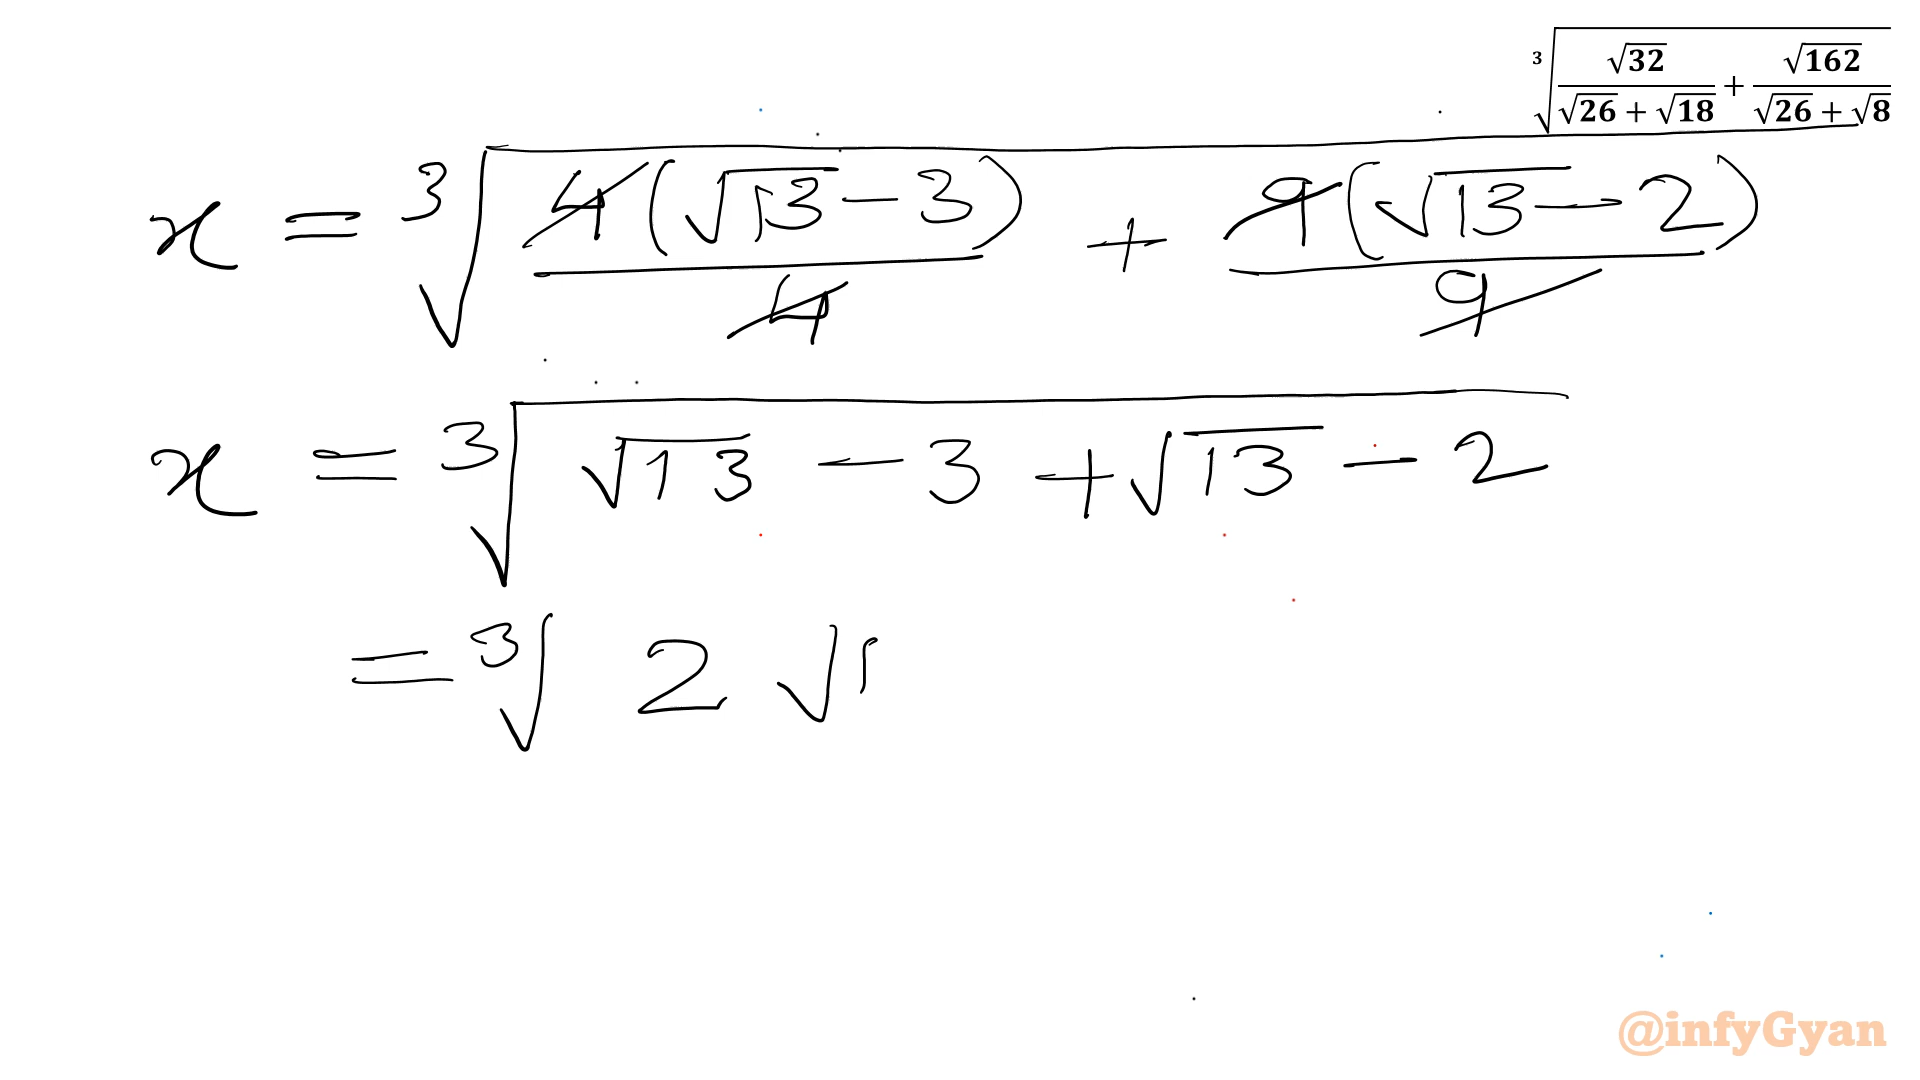 ∛(√32/(√26 + √18) + √162/(√26 + √8))
x = ∛(4(√13 - 3)/4 + 9(√13 - 2)/9)
x = ∛(√13 - 3 + √13 - 2)
= ∛ 2 √1
@infyGyan